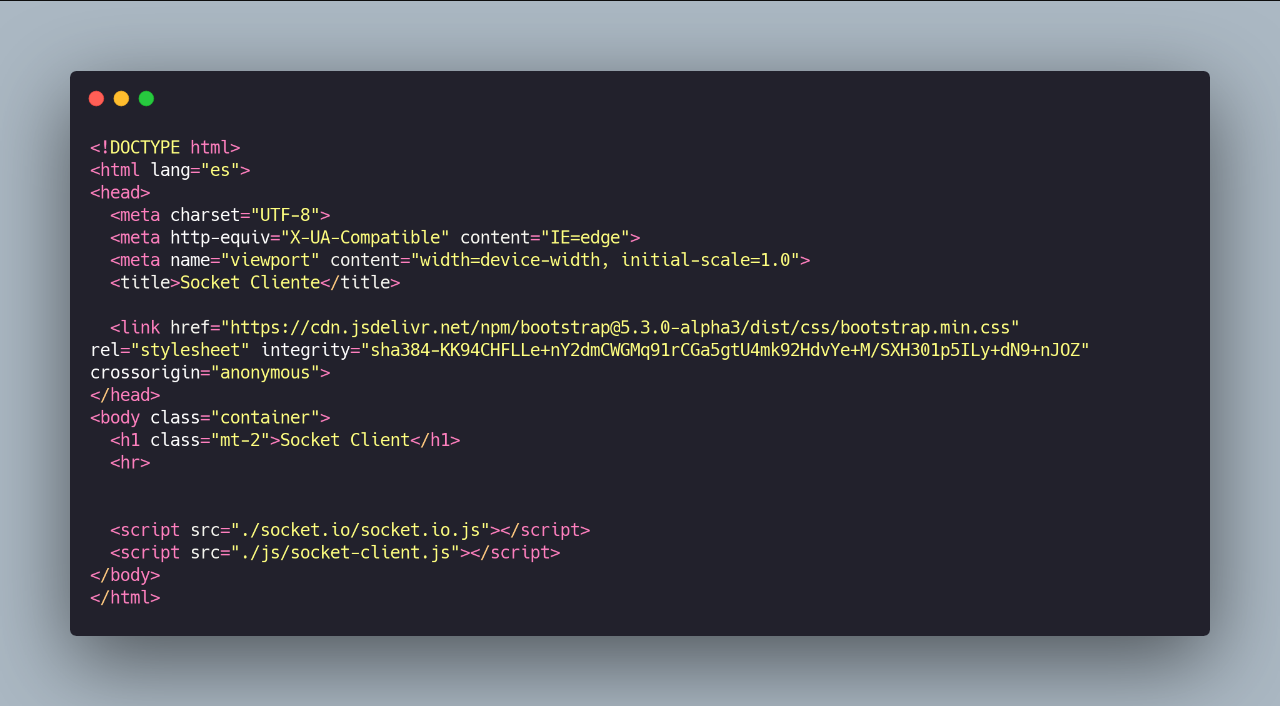 <!DOCTYPE html>
<html lang="es">
<head>
  <meta charset="UTF-8">
  <meta http-equiv="X-UA-Compatible" content="IE=edge">
  <meta name="viewport" content="width=device-width, initial-scale=1.0">
  <title>Socket Cliente</title>

  <link href="https://cdn.jsdelivr.net/npm/bootstrap@5.3.0-alpha3/dist/css/bootstrap.min.css"
rel="stylesheet" integrity="sha384-KK94CHFLLe+nY2dmCWGMq91rCGa5gtU4mk92HdvYe+M/SXH301p5ILy+dN9+nJOZ"
crossorigin="anonymous">
</head>
<body class="container">
  <h1 class="mt-2">Socket Client</h1>
  <hr>

  <script src="./socket.io/socket.io.js"></script>
  <script src="./js/socket-client.js"></script>
</body>
</html>